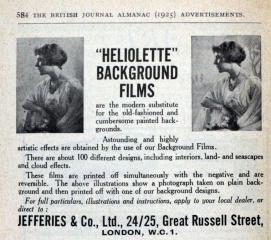 584 THE BRITISH JOURNAL ALMANAC (1925) ADVERTISEMENTS.
"HELIOLETTE"
BACKGROUND
FILMS
are the modern substitute
for the old-fashioned and
cumbersome painted back-
grounds.
Astounding and highly
artistic effects are obtained by the use of our Background Films.
There are about 100 different designs, including interiors, land- and seascapes
and cloud effects.
These films are printed off simultaneously with the negative and are
reversible. The above illustrations show a photograph taken on plain back-
ground and then printed off with one of our background designs.
For full particulars, illustrations and instructions, apply to your local dealer, or
direct to:
JEFFERIES & Co., Ltd., 24/25, Great Russell Street,
LONDON, W.C.1.